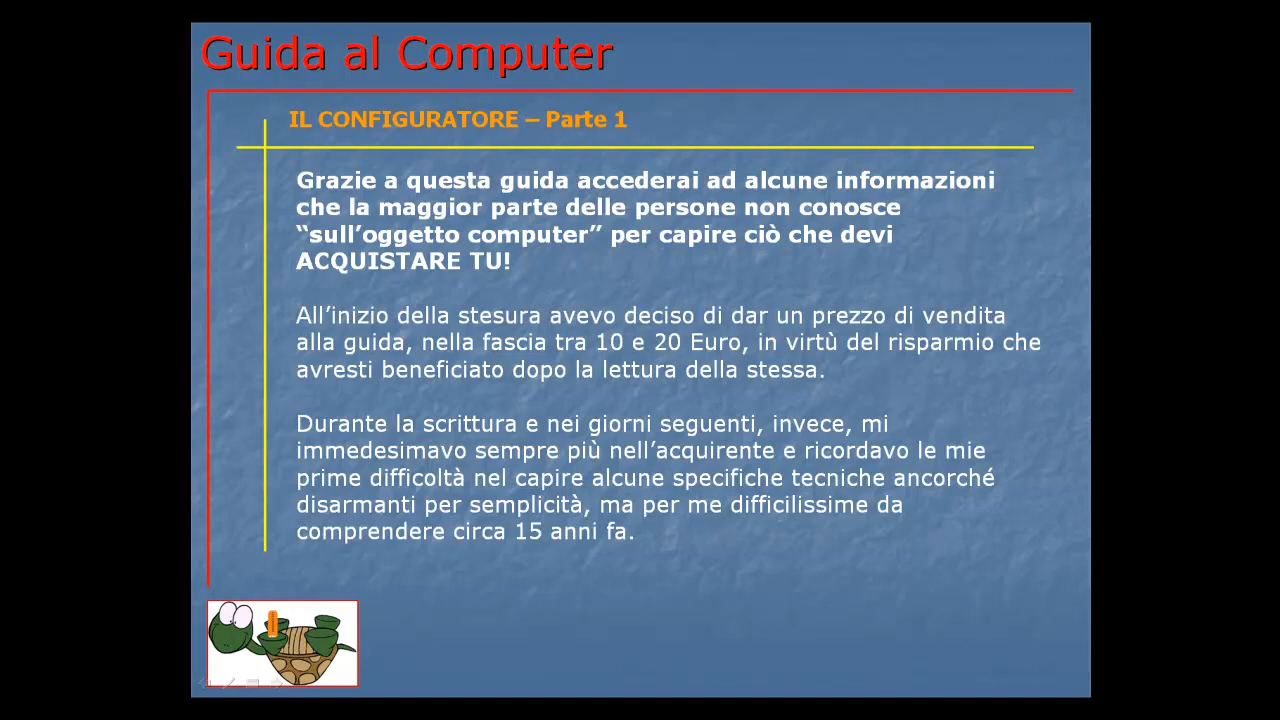 Guida al Computer
IL CONFIGURATORE – Parte 1
Grazie a questa guida accederai ad alcune informazioni
che la maggior parte delle persone non conosce
“sull’oggetto computer” per capire ciò che devi
ACQUISTARE TU!
All’inizio della stesura avevo deciso di dar un prezzo di vendita
alla guida, nella fascia tra 10 e 20 Euro, in virtù del risparmio che
avresti beneficiato dopo la lettura della stessa.
Durante la scrittura e nei giorni seguenti, invece, mi
immedesimavo sempre più nell’acquirente e ricordavo le mie
prime difficoltà nel capire alcune specifiche tecniche ancorché
disarmanti per semplicità, ma per me difficilissime da
comprendere circa 15 anni fa.